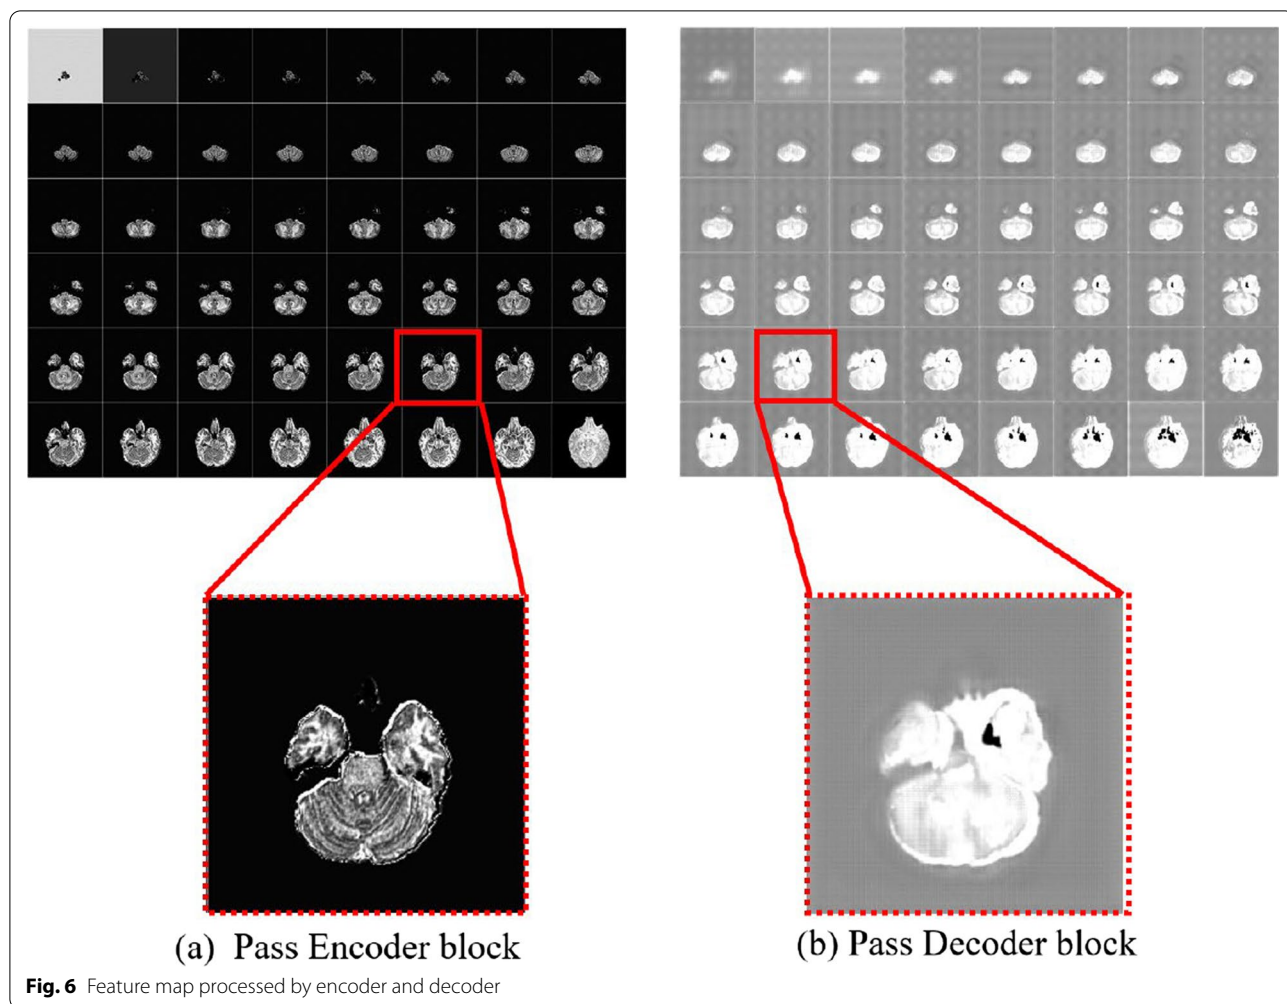 (a) Pass Encoder block
(b) Pass Decoder block
Fig. 6 Feature map processed by encoder and decoder